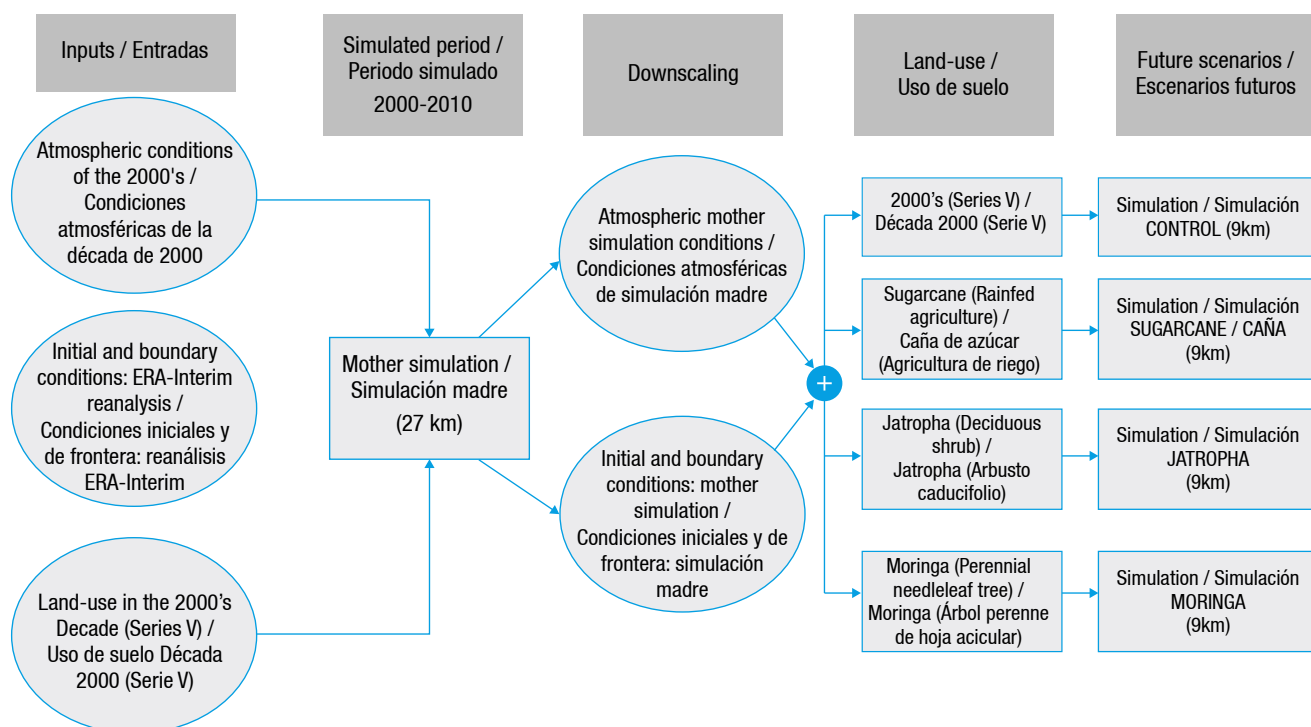 Inputs / Entradas
Simulated period /
Periodo simulado
2000-2010
Downscaling
Land-use /
Uso de suelo
Future scenarios /
Escenarios futuros
Atmospheric conditions
of the 2000's /
Condiciones
atmosféricas de la
década de 2000
Initial and boundary
conditions: ERA-Interim
reanalysis /
Condiciones iniciales y
de frontera: reanálisis
ERA-Interim
Land-use in the 2000's
Decade (Series V) /
Uso de suelo Década
2000 (Serie V)
Mother simulation /
Simulación madre
(27 km)
Atmospheric mother
simulation conditions /
Condiciones atmosféricas
de simulación madre
Initial and boundary
conditions: mother
simulation /
Condiciones iniciales y de
frontera: simulación
madre
+
2000's (Series V) /
Década 2000 (Serie V)
Sugarcane (Rainfed
agriculture) /
Caña de azúcar
(Agricultura de riego)
Jatropha (Deciduous
shrub) /
Jatropha (Arbusto
caducifolio)
Moringa (Perennial
needleleaf tree) /
Moringa (Árbol perenne
de hoja acicular)
Simulation / Simulación
CONTROL (9km)
Simulation / Simulación
SUGARCANE / CAÑA
(9km)
Simulation / Simulación
JATROPHA
(9km)
Simulation / Simulación
MORINGA
(9km)